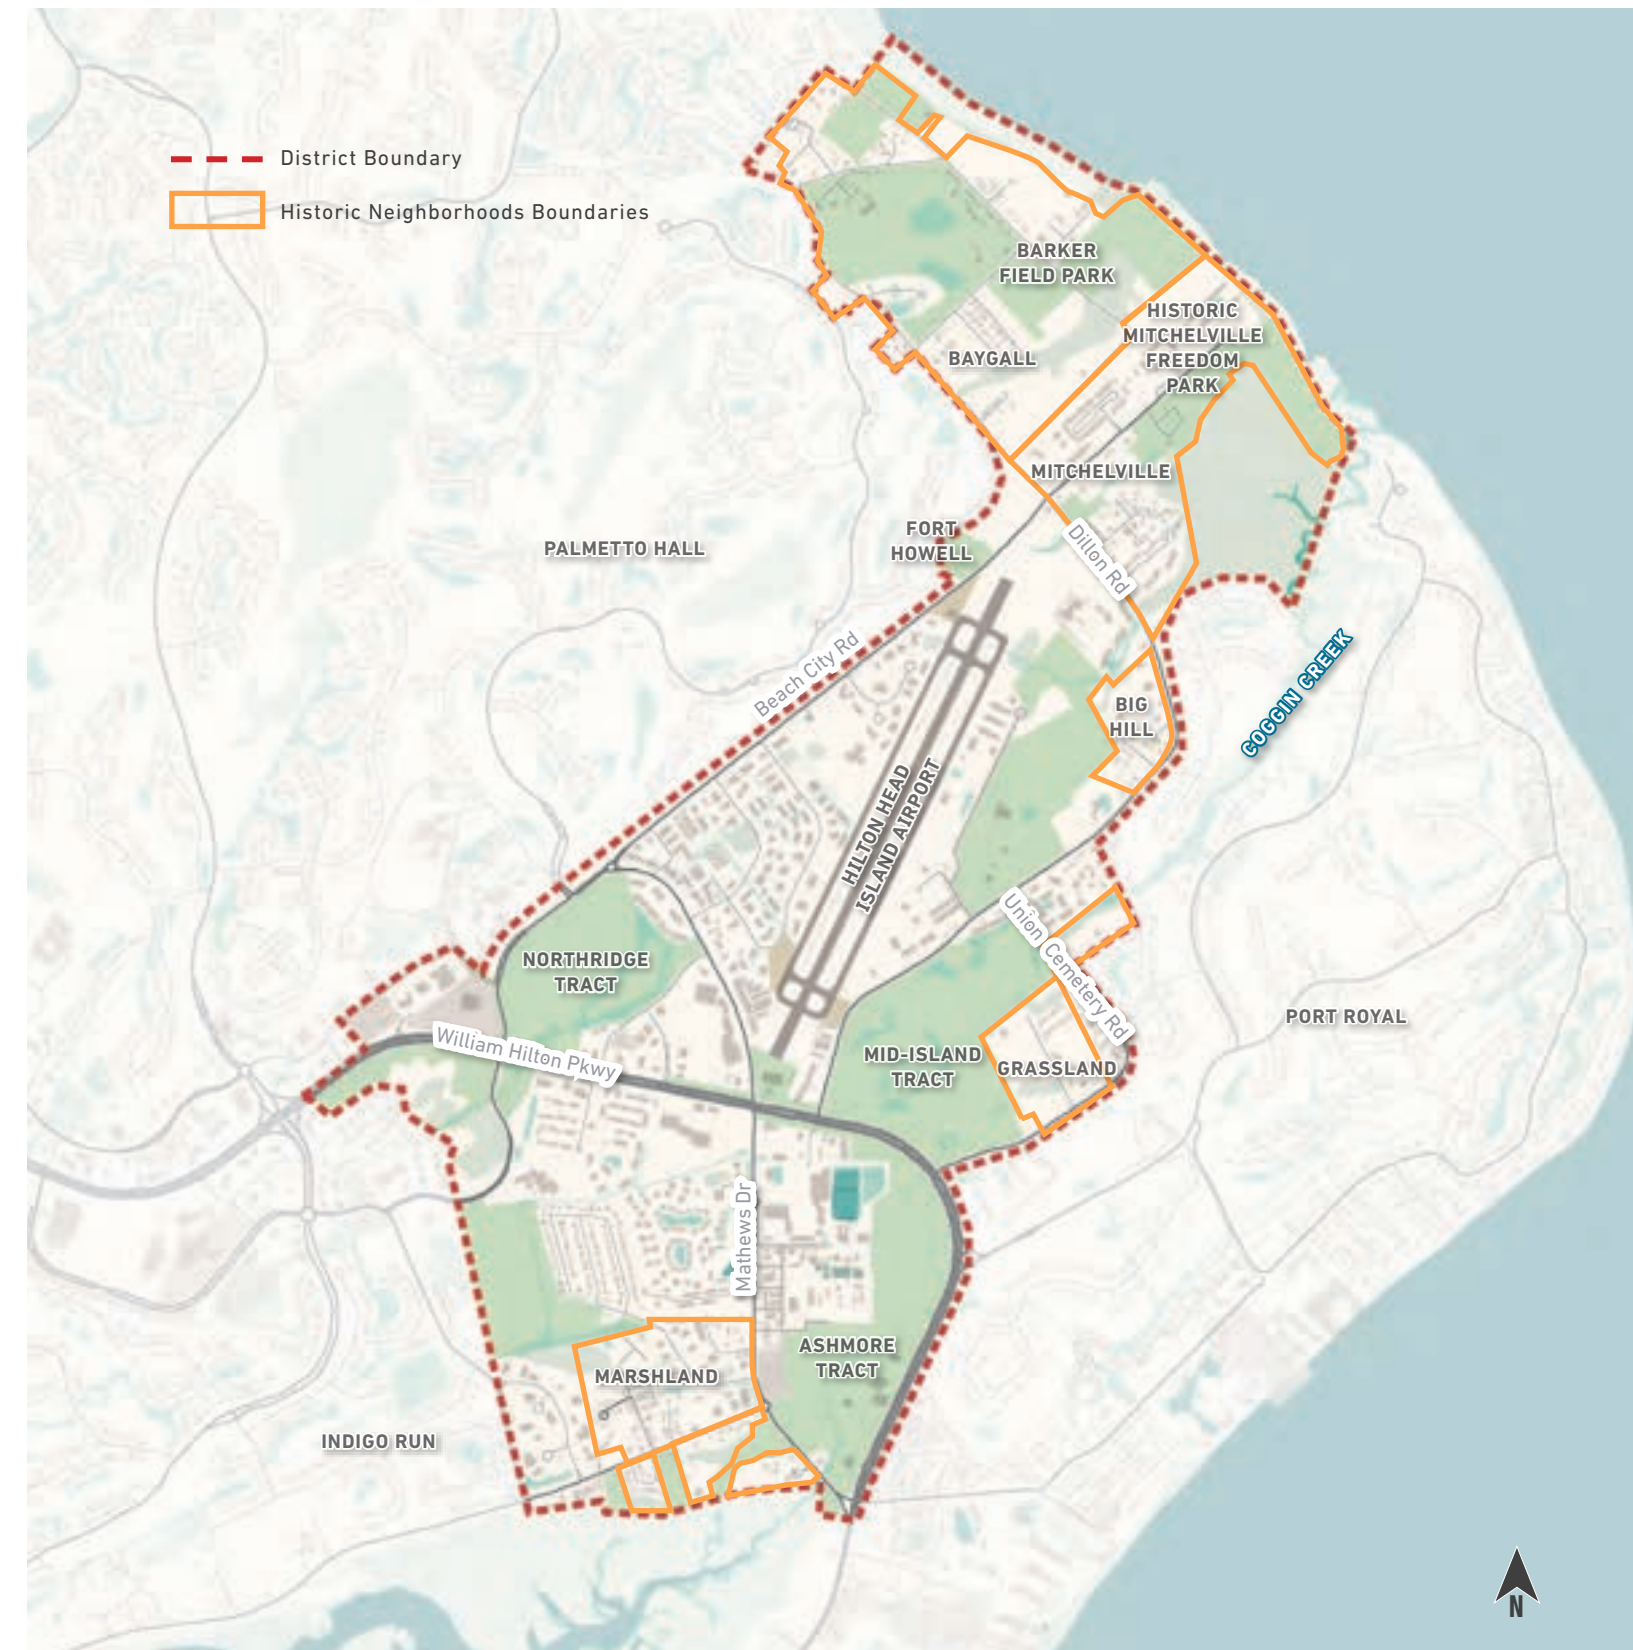 District Boundary
Historic Neighborhoods Boundaries
BARKER
FIELD PARK
HISTORIC
MITCHELVILLE
FREEDOM
PARK
BAYGALL
MITCHELVILLE
FORT
HOWELL
PALMETTO HALL
Dillon Rd
Beach City Rd
COGGIN CREEK
BIG
HILL
HILTON HEAD
ISLAND AIRPORT
Union Cemetery Rd
NORTHRIDGE
TRACT
PORT ROYAL
William Hilton Pkwy
MID-ISLAND
TRACT
GRASSLAND
Mathews Dr
ASHMORE
TRACT
MARSHLAND
INDIGO RUN
N